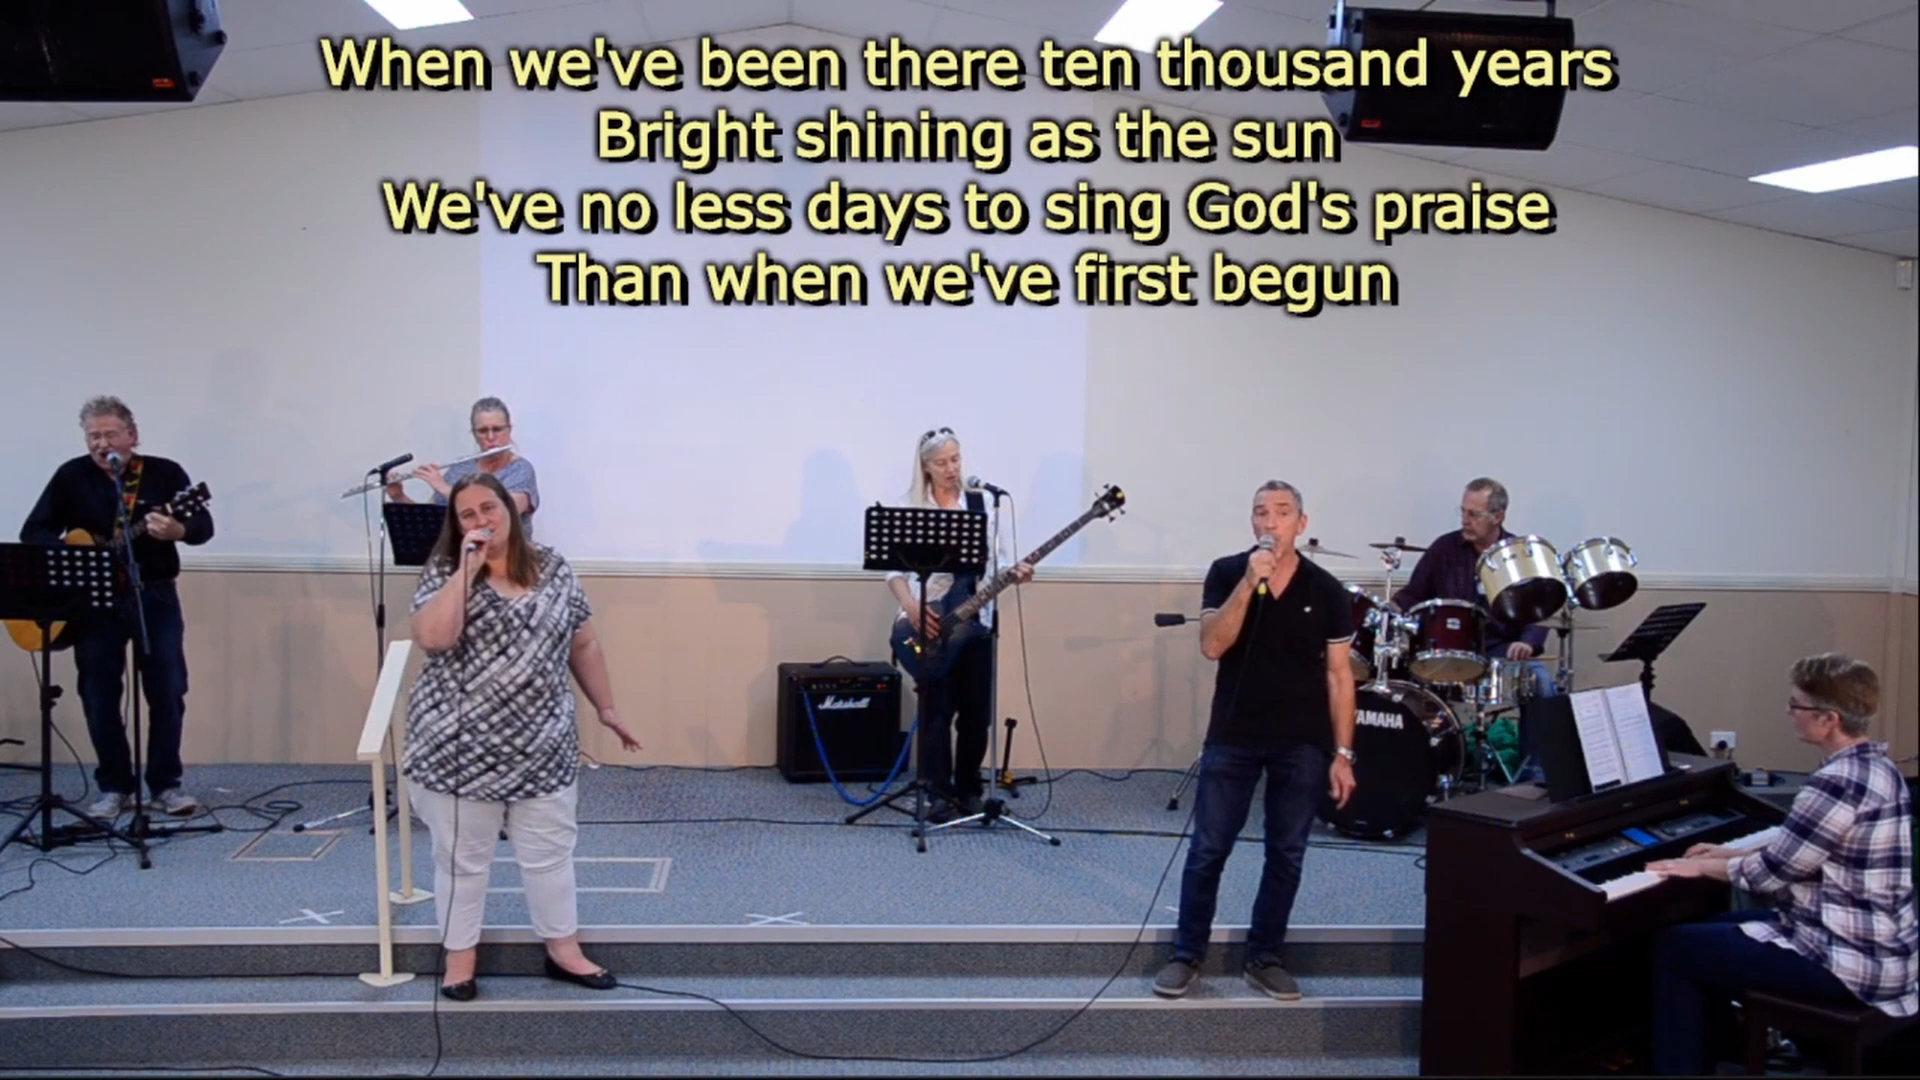 When we've been there ten thousand years
Bright shining as the sun
We've no less days to sing God's praise
Than when we've first begun
Marshall
YAMAHA